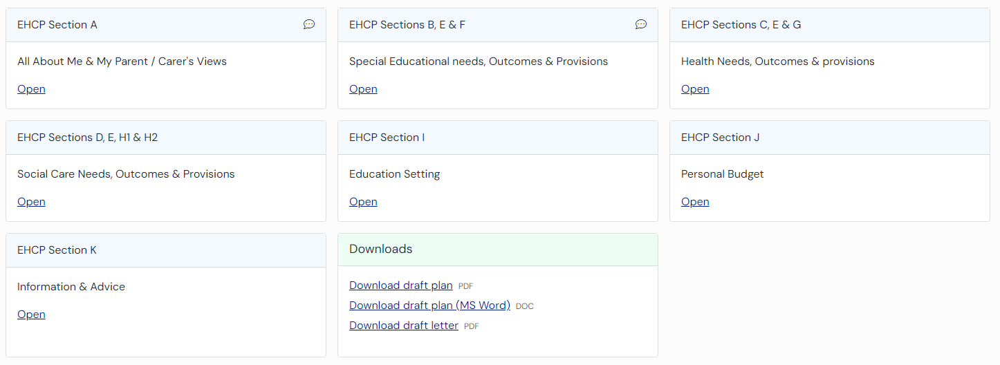 EHCP Section A
All About Me & My Parent / Carer's Views
Open
EHCP Sections B, E & F
Special Educational needs, Outcomes & Provisions
Open
EHCP Sections C, E & G
Health Needs, Outcomes & provisions
Open
EHCP Sections D, E, H1 & H2
Social Care Needs, Outcomes & Provisions
Open
EHCP Section I
Education Setting
Open
EHCP Section J
Personal Budget
Open
EHCP Section K
Information & Advice
Open
Downloads
Download draft plan PDF
Download draft plan (MS Word) DOC
Download draft letter PDF